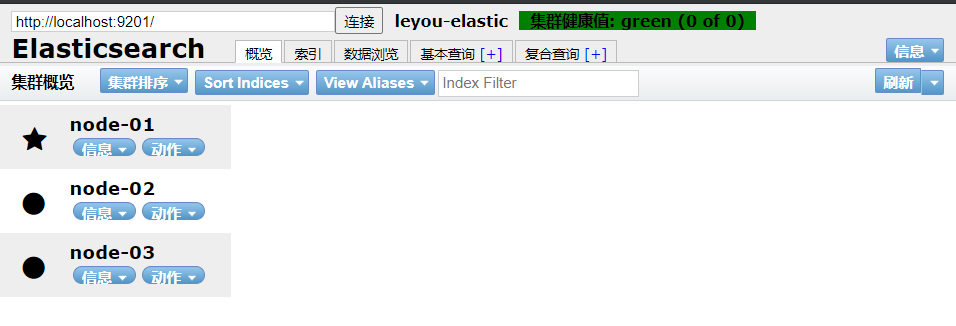 http://localhost:9201/ 连接 leyou-elastic 集群健康值: green (0 of 0)
Elasticsearch 概览 索引 数据浏览 基本查询 [+] 复合查询 [+] 信息
集群概览 集群排序 Sort Indices View Aliases Index Filter 刷新
node-01
信息 动作
node-02
信息 动作
node-03
信息 动作